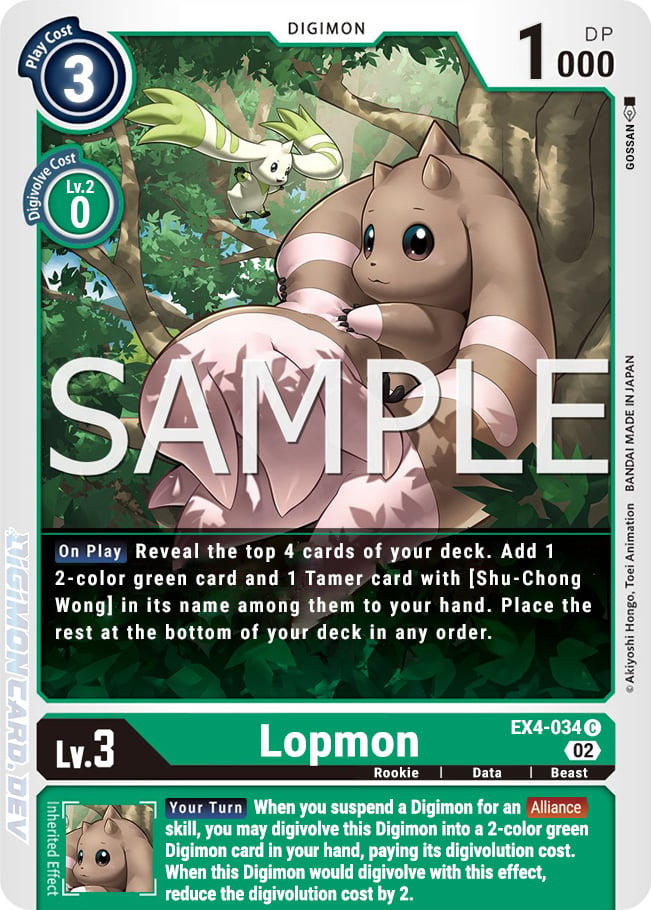 Play Cost
3
DIGIMON
DP
1000
Digivolve Cost
Lv.2
0
GOSSAN
SAMPLE
BANDAI MADE IN JAPAN
© Akiyoshi Hongo, Toei Animation
On Play Reveal the top 4 cards of your deck. Add 1
2-color green card and 1 Tamer card with [Shu-Chong
Wong] in its name among them to your hand. Place the
rest at the bottom of your deck in any order.
DIGIMONCARD.DEV
Lv.3
Lopmon
EX4-034 C
02
Rookie | Data | Beast
Inherited Effect
Your Turn When you suspend a Digimon for an Alliance
skill, you may digivolve this Digimon into a 2-color green
Digimon card in your hand, paying its digivolution cost.
When this Digimon would digivolve with this effect,
reduce the digivolution cost by 2.